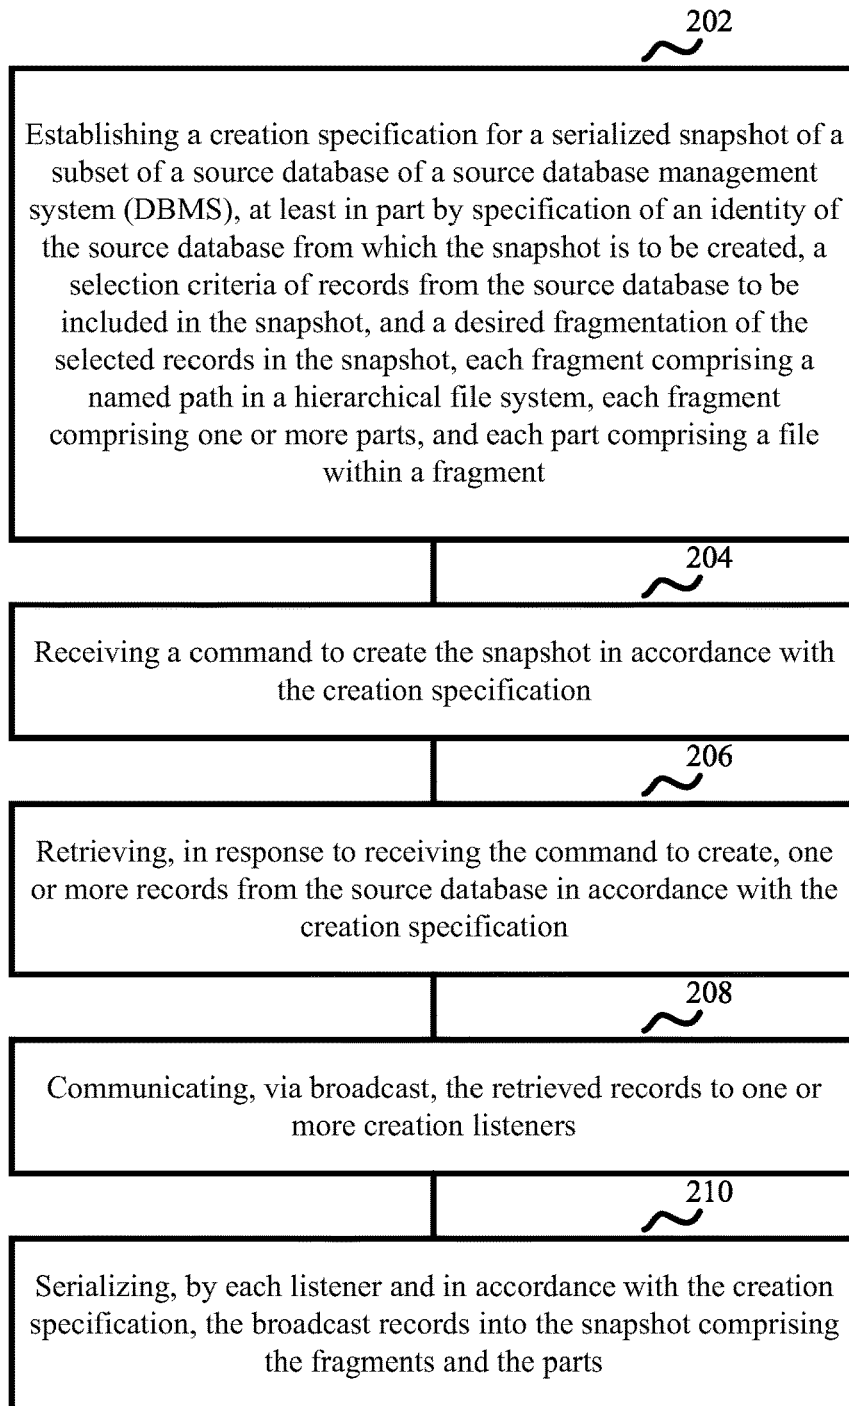 202
Establishing a creation specification for a serialized snapshot of a
subset of a source database of a source database management
system (DBMS), at least in part by specification of an identity of
the source database from which the snapshot is to be created, a
selection criteria of records from the source database to be
included in the snapshot, and a desired fragmentation of the
selected records in the snapshot, each fragment comprising a
named path in a hierarchical file system, each fragment
comprising one or more parts, and each part comprising a file
within a fragment
204
Receiving a command to create the snapshot in accordance with
the creation specification
206
Retrieving, in response to receiving the command to create, one
or more records from the source database in accordance with the
creation specification
208
Communicating, via broadcast, the retrieved records to one or
more creation listeners
210
Serializing, by each listener and in accordance with the creation
specification, the broadcast records into the snapshot comprising
the fragments and the parts